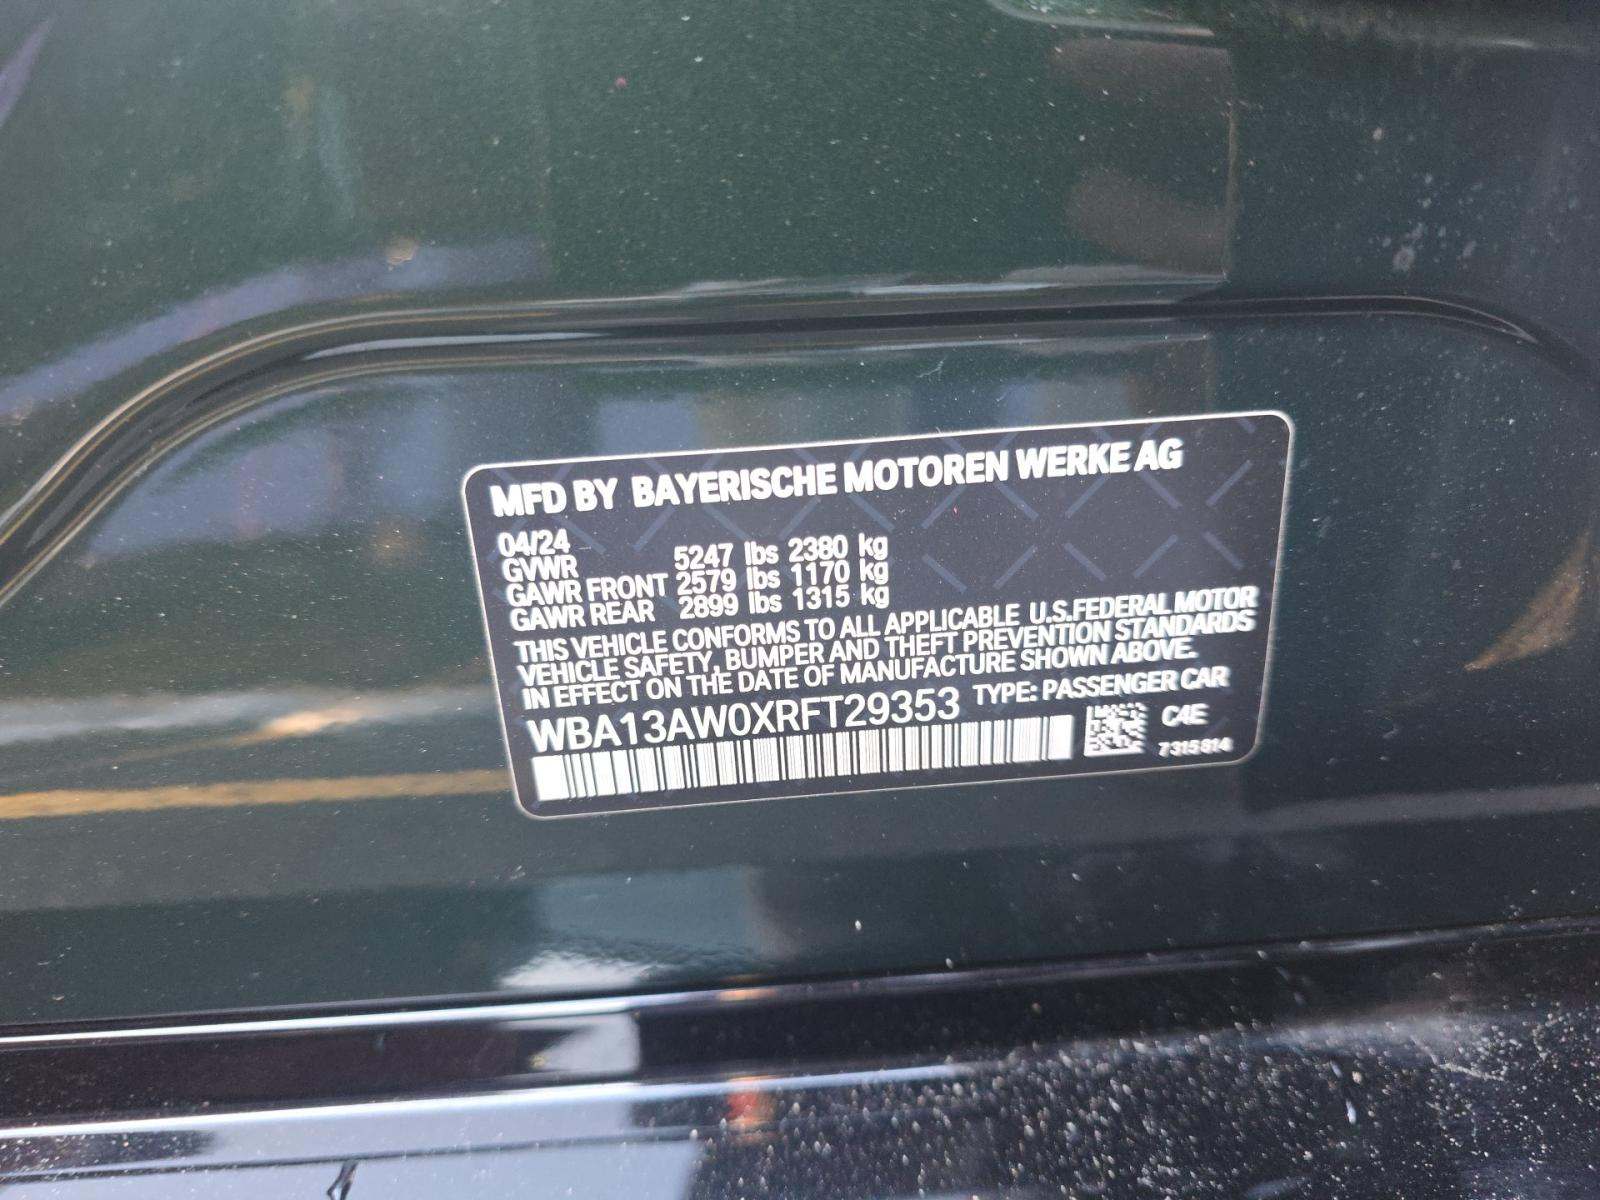 MFD BY BAYERISCHE MOTOREN WERKE AG
04/24
GVWR 5247 lbs 2380 kg
GAWR FRONT 2579 lbs 1170 kg
GAWR REAR 2899 lbs 1315 kg
THIS VEHICLE CONFORMS TO ALL APPLICABLE U.S.FEDERAL MOTOR
VEHICLE SAFETY, BUMPER AND THEFT PREVENTION STANDARDS
IN EFFECT ON THE DATE OF MANUFACTURE SHOWN ABOVE.
WBA13AW0XRFT29353 TYPE: PASSENGER CAR
C4E
7315814